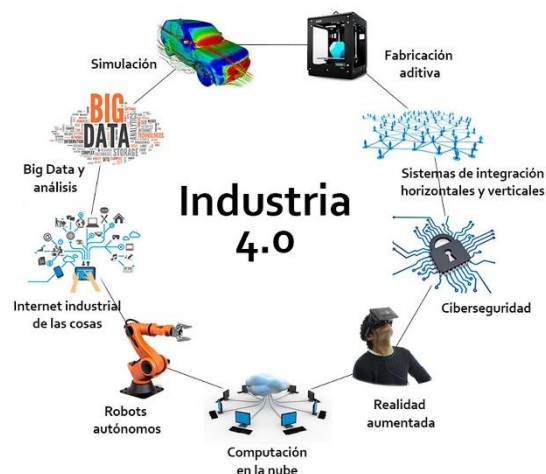 Simulación
Fabricación
aditiva
BIG
DATA
Big Data y
análisis
Sistemas de integración
horizontales y verticales
Industria
4.0
Internet industrial
de las cosas
Ciberseguridad
Robots
autónomos
Realidad
aumentada
Computación
en la nube